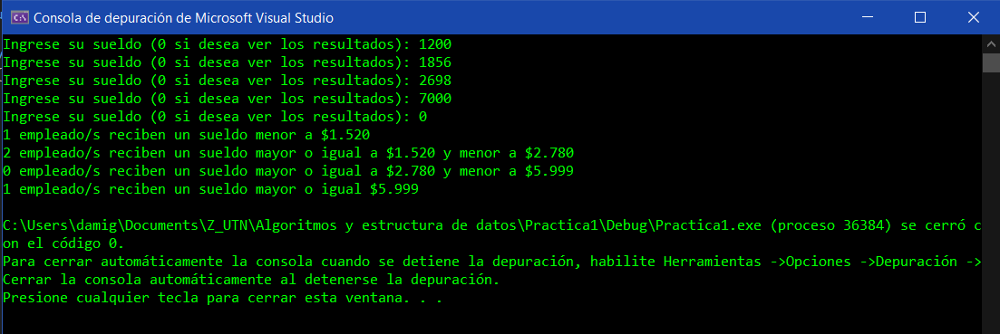 Consola de depuración de Microsoft Visual Studio
Ingrese su sueldo (0 si desea ver los resultados): 1200
Ingrese su sueldo (0 si desea ver los resultados): 1856
Ingrese su sueldo (0 si desea ver los resultados): 2698
Ingrese su sueldo (0 si desea ver los resultados): 7000
Ingrese su sueldo (0 si desea ver los resultados): 0
1 empleado/s reciben un sueldo menor a $1.520
2 empleado/s reciben un sueldo mayor o igual a $1.520 y menor a $2.780
0 empleado/s reciben un sueldo mayor o igual a $2.780 y menor a $5.999
1 empleado/s reciben un sueldo mayor o igual $5.999
C:\Users\damig\Documents\Z_UTN\Algoritmos y estructura de datos\Practica1\Debug\Practica1.exe (proceso 36384) se cerró c
on el código 0.
Para cerrar automáticamente la consola cuando se detiene la depuración, habilite Herramientas ->Opciones ->Depuración ->
Cerrar la consola automáticamente al detenerse la depuración.
Presione cualquier tecla para cerrar esta ventana. . .